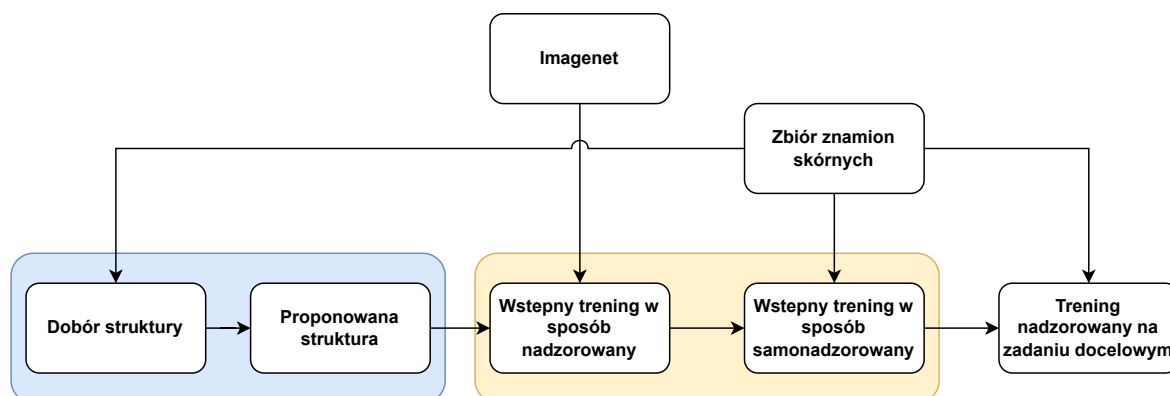 Imagenet
Zbiór znamion
skórnych
Dobór struktury
Proponowana
struktura
Wstepny trening w
sposób
nadzorowany
Wstepny trening w
sposób
samonadzorowany
Trening
nadzorowany na
zadaniu docelowym